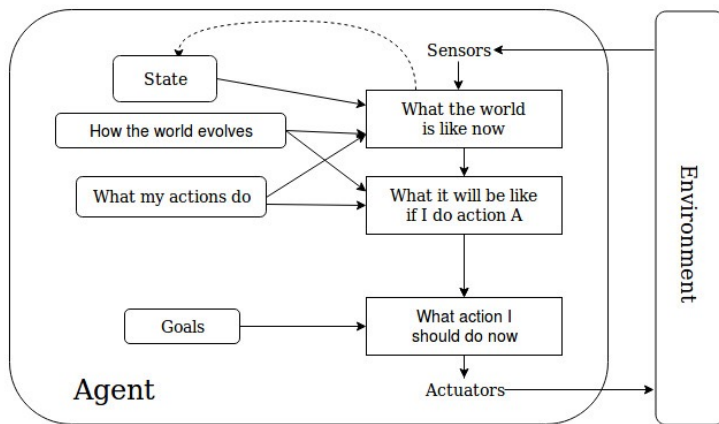 Sensors
State
What the world
is like now
How the world evolves
What my actions do
What it will be like
if I do action A
Environment
Goals
What action I
should do now
Agent
Actuators